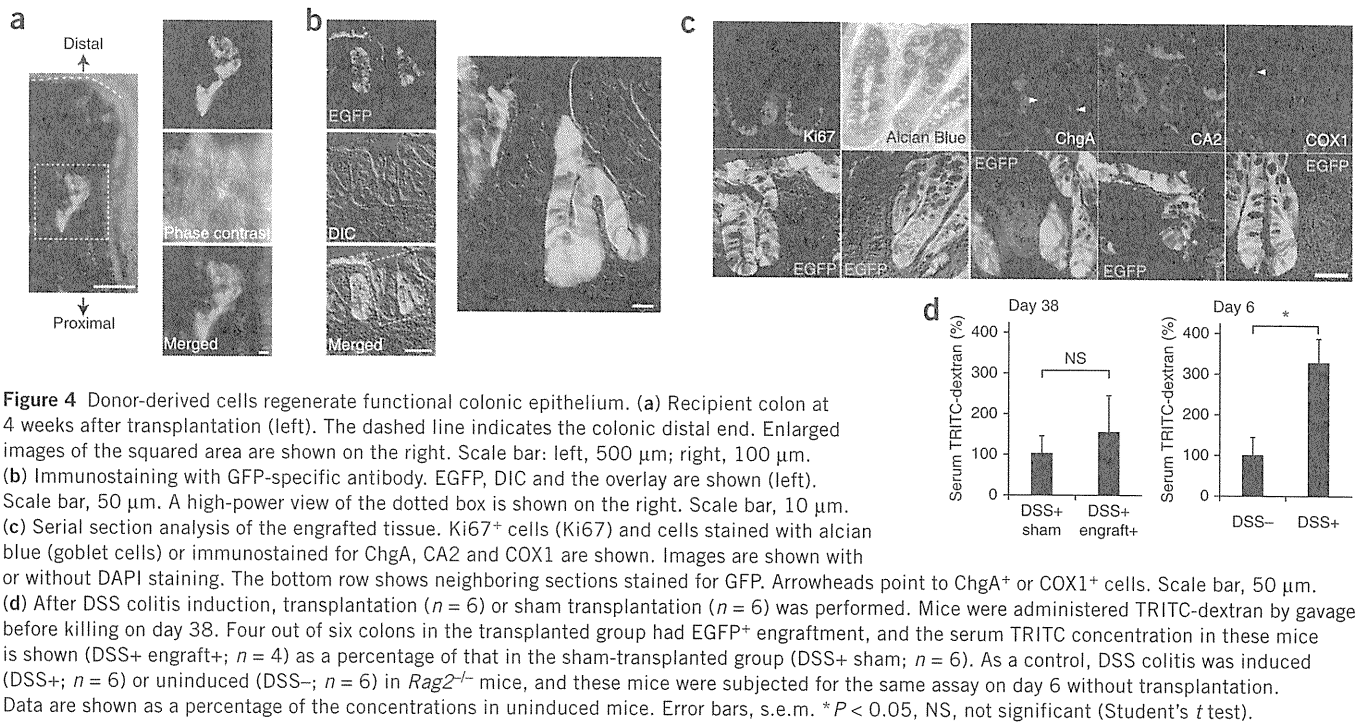 a
Distal
Proximal
Phase contrast
Merged
b
EGFP
DIC
Merged
c
Ki67
Alcian Blue
ChgA
CA2
COX1
EGFP
EGFP
EGFP
EGFP
EGFP
d
Day 38
Serum TRITC-dextran (%)
400
300
200
100
0
NS
DSS+
sham
DSS+
engraft+
Day 6
Serum TRITC-dextran (%)
400
300
200
100
0
*
DSS–
DSS+
Figure 4 Donor-derived cells regenerate functional colonic epithelium. (a) Recipient colon at
4 weeks after transplantation (left). The dashed line indicates the colonic distal end. Enlarged
images of the squared area are shown on the right. Scale bar: left, 500 μm; right, 100 μm.
(b) Immunostaining with GFP-specific antibody. EGFP, DIC and the overlay are shown (left).
Scale bar, 50 μm. A high-power view of the dotted box is shown on the right. Scale bar, 10 μm.
(c) Serial section analysis of the engrafted tissue. Ki67⁺ cells (Ki67) and cells stained with alcian
blue (goblet cells) or immunostained for ChgA, CA2 and COX1 are shown. Images are shown with
or without DAPI staining. The bottom row shows neighboring sections stained for GFP. Arrowheads point to ChgA⁺ or COX1⁺ cells. Scale bar, 50 μm.
(d) After DSS colitis induction, transplantation (n = 6) or sham transplantation (n = 6) was performed. Mice were administered TRITC-dextran by gavage
before killing on day 38. Four out of six colons in the transplanted group had EGFP⁺ engraftment, and the serum TRITC concentration in these mice
is shown (DSS+ engraft+; n = 4) as a percentage of that in the sham-transplanted group (DSS+ sham; n = 6). As a control, DSS colitis was induced
(DSS+; n = 6) or uninduced (DSS–; n = 6) in Rag2⁻/⁻ mice, and these mice were subjected for the same assay on day 6 without transplantation.
Data are shown as a percentage of the concentrations in uninduced mice. Error bars, s.e.m. *P < 0.05, NS, not significant (Student's t test).